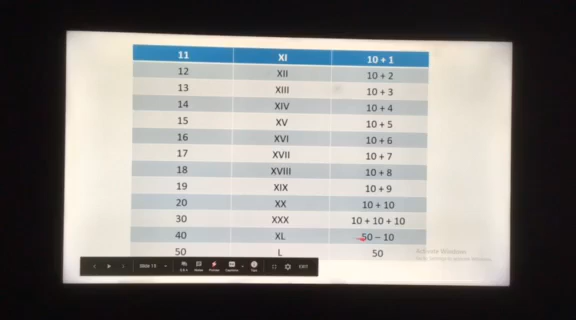 11 XI 10 + 1
12 XII 10 + 2
13 XIII 10 + 3
14 XIV 10 + 4
15 XV 10 + 5
16 XVI 10 + 6
17 XVII 10 + 7
18 XVIII 10 + 8
19 XIX 10 + 9
20 XX 10 + 10
30 XXX 10 + 10 + 10
40 XL 50 – 10
50 L 50
Activate Windows
Slide 15